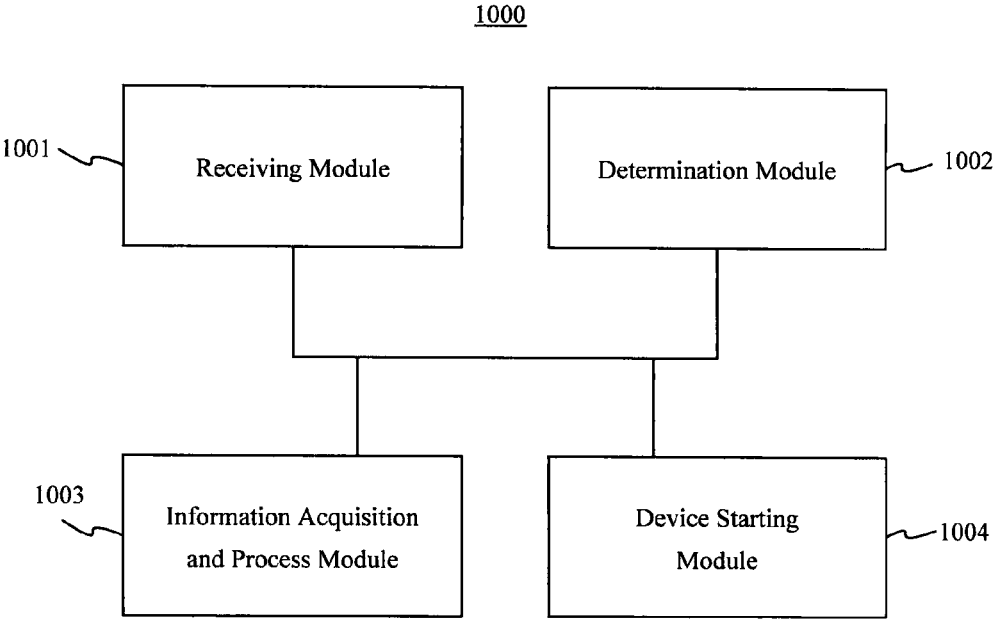 1000
1001
Receiving Module
Determination Module
1002
1003
Information Acquisition
and Process Module
Device Starting
Module
1004